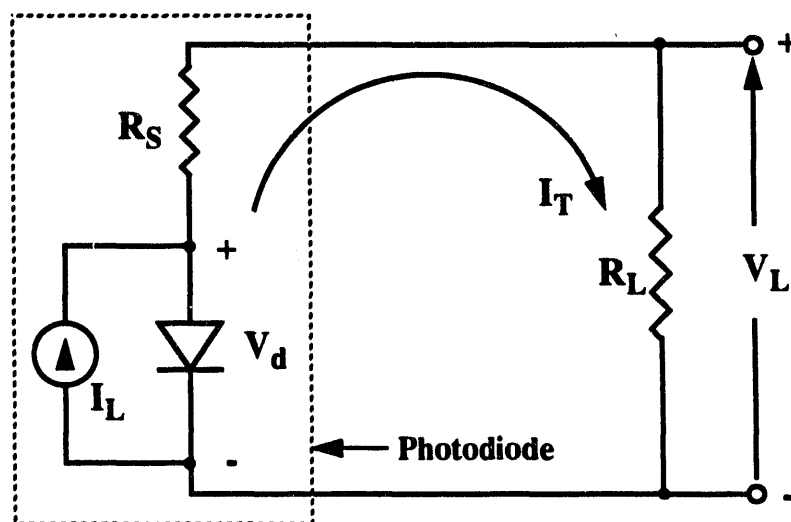 +
R_S
I_T
+
R_L
V_L
V_d
I_L
-
Photodiode
-